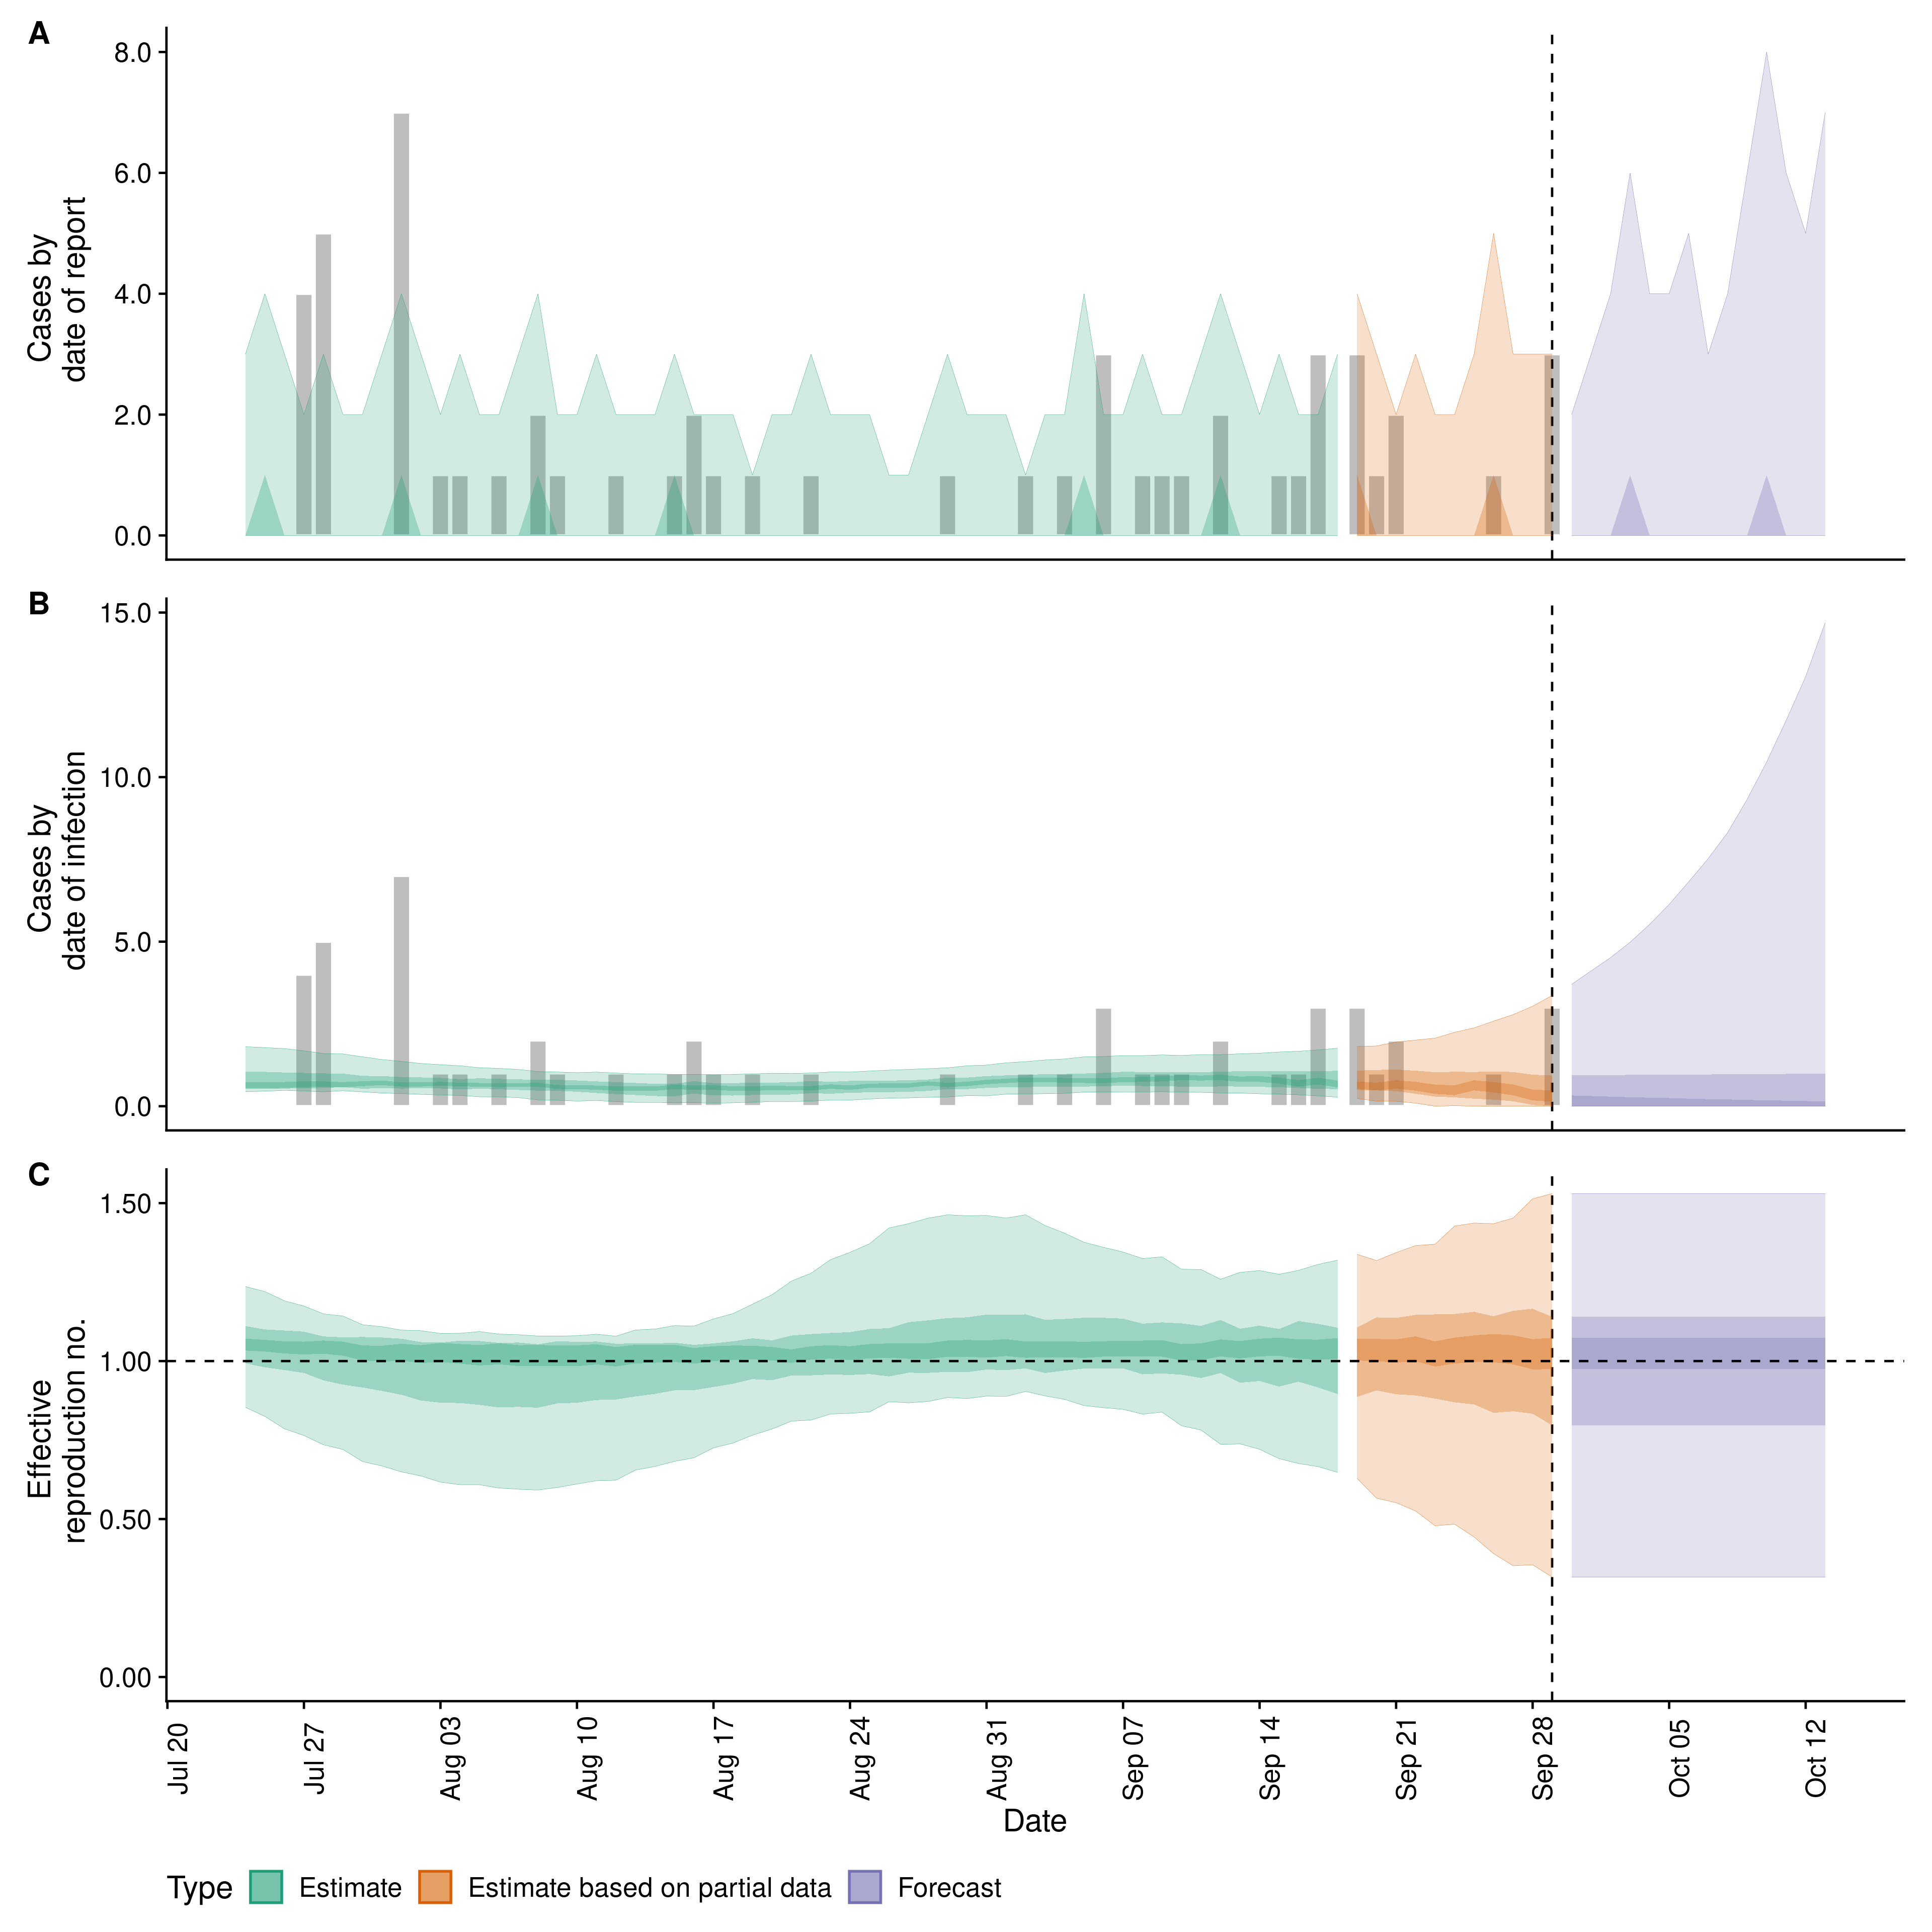 A
8.0
6.0
4.0
2.0
0.0
Cases by
date of report
B
15.0
10.0
5.0
0.0
Cases by
date of infection
C
1.50
1.00
0.50
0.00
Effective
reproduction no.
Jul 20
Jul 27
Aug 03
Aug 10
Aug 17
Aug 24
Aug 31
Sep 07
Sep 14
Sep 21
Sep 28
Oct 05
Oct 12
Date
Type Estimate Estimate based on partial data Forecast